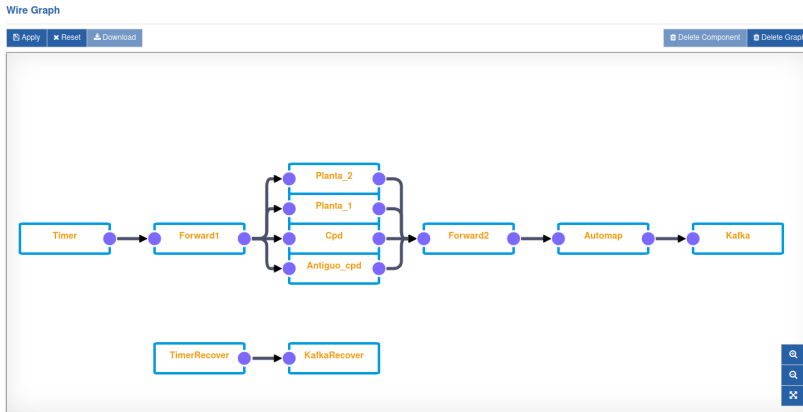 Wire Graph
Apply Reset Download Delete Component Delete Graph
Planta_2
Planta_1
Timer Forward1 Cpd Forward2 Automap Kafka
Antiguo_cpd
TimerRecover KafkaRecover